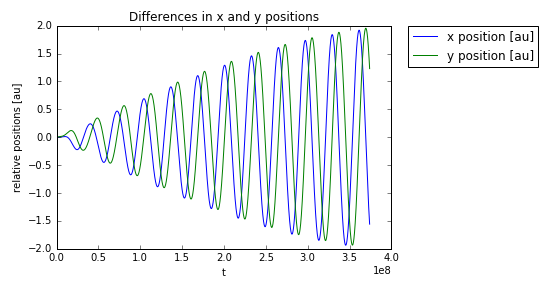 Differences in x and y positions
x position [au]
y position [au]
relative positions [au]
2.0
1.5
1.0
0.5
0.0
−0.5
−1.0
−1.5
−2.0
0.0 0.5 1.0 1.5 2.0 2.5 3.0 3.5 4.0
1e8
t